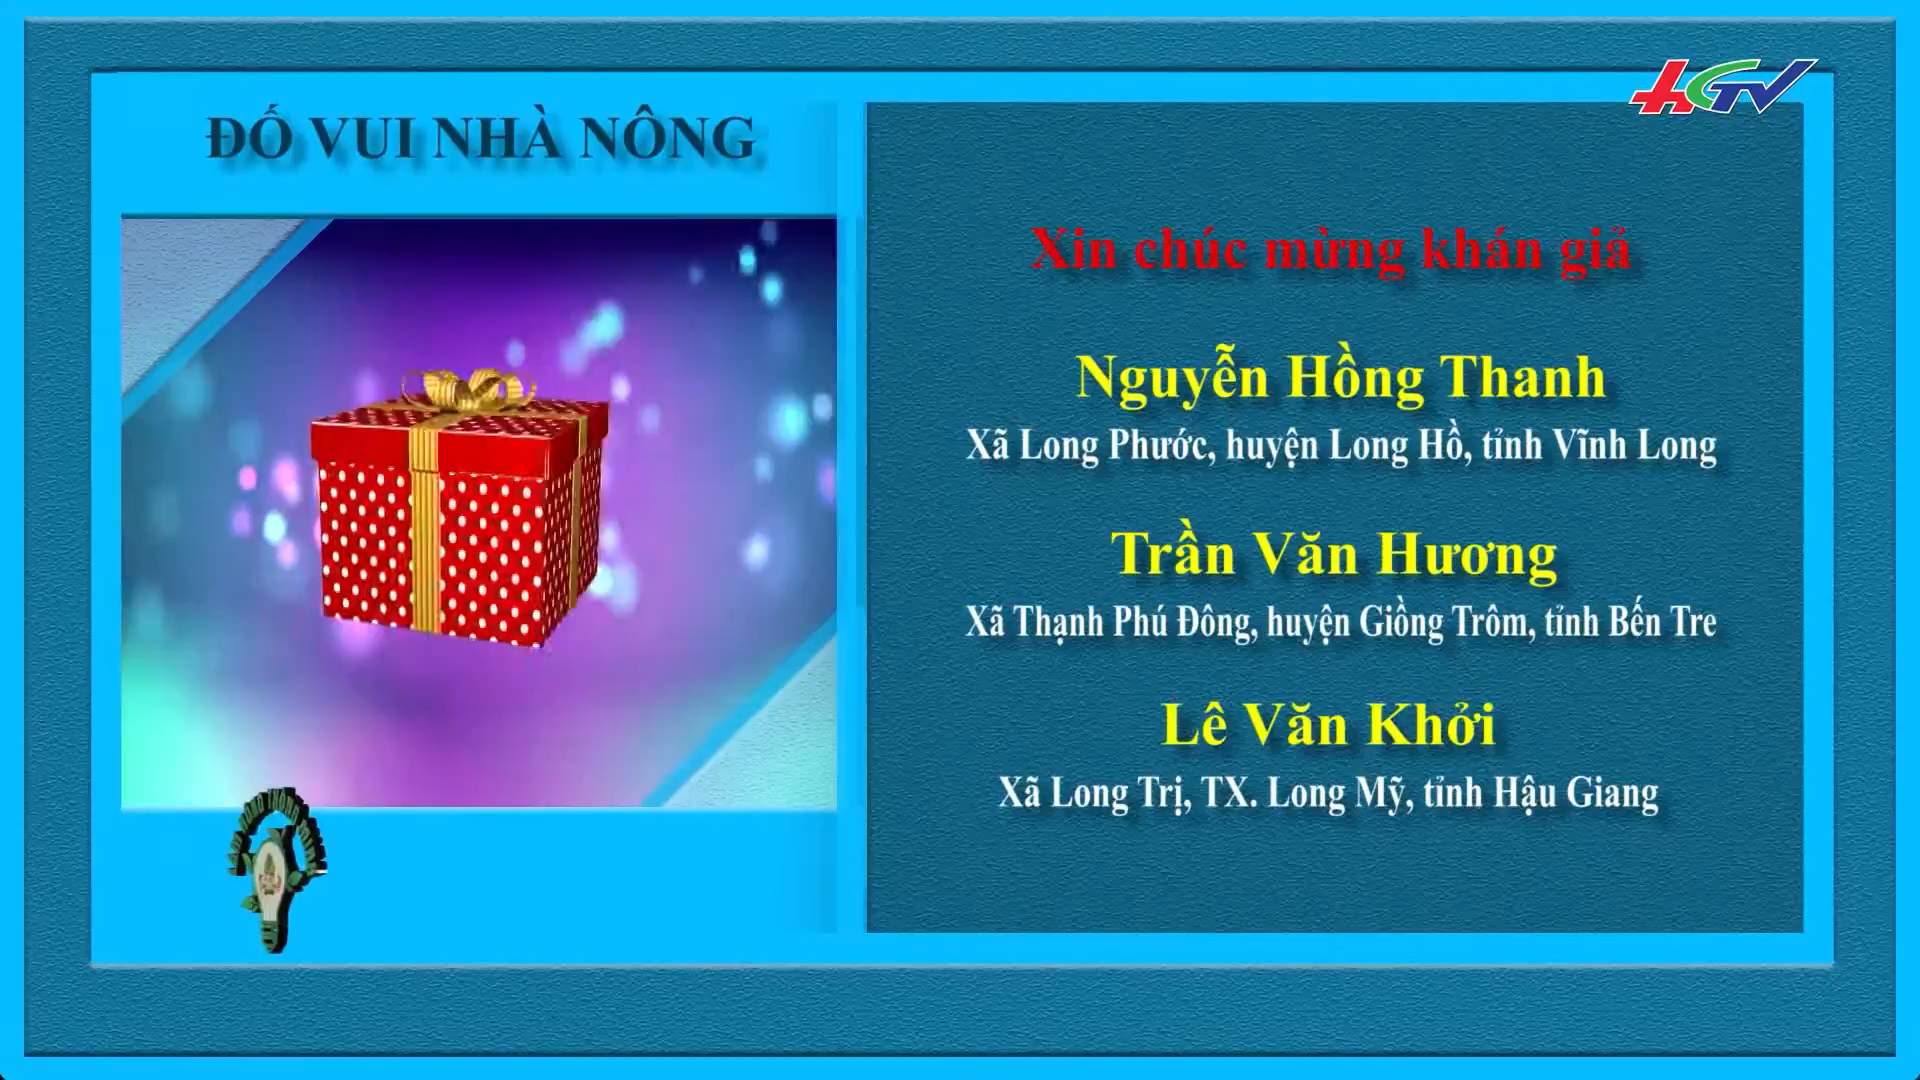 HGTV
ĐỐ VUI NHÀ NÔNG
Xin chúc mừng khán giả
Nguyễn Hồng Thanh
Xã Long Phước, huyện Long Hồ, tỉnh Vĩnh Long
Trần Văn Hương
Xã Thạnh Phú Đông, huyện Giồng Trôm, tỉnh Bến Tre
Lê Văn Khởi
Xã Long Trị, TX. Long Mỹ, tỉnh Hậu Giang